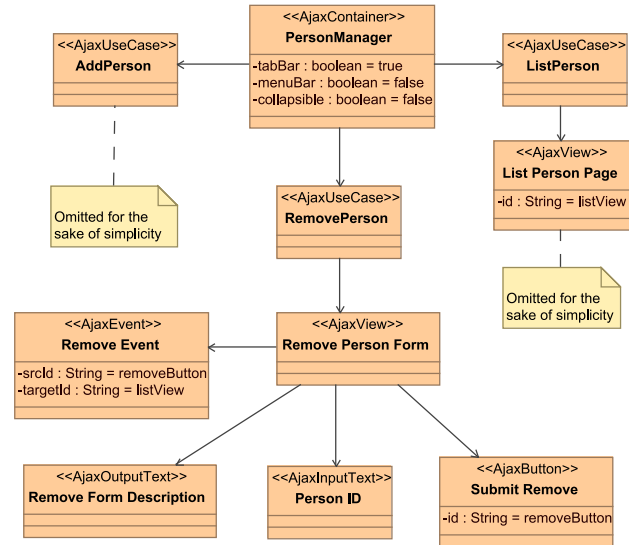 <<AjaxContainer>>
PersonManager
-tabBar : boolean = true
-menuBar : boolean = false
-collapsible : boolean = false
<<AjaxUseCase>>
AddPerson
<<AjaxUseCase>>
ListPerson
Omitted for the
sake of simplicity
<<AjaxView>>
List Person Page
-id : String = listView
<<AjaxUseCase>>
RemovePerson
Omitted for the
sake of simplicity
<<AjaxEvent>>
Remove Event
-srcId : String = removeButton
-targetId : String = listView
<<AjaxView>>
Remove Person Form
<<AjaxOutputText>>
Remove Form Description
<<AjaxInputText>>
Person ID
<<AjaxButton>>
Submit Remove
-id : String = removeButton